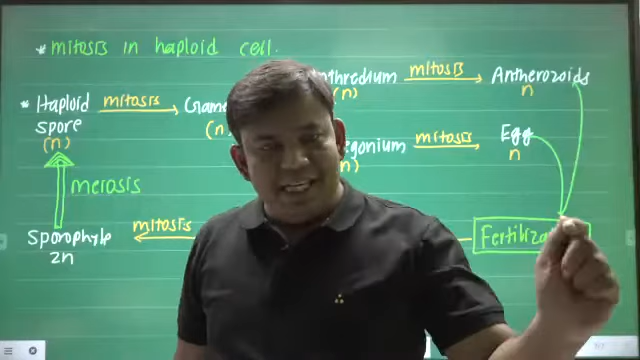 * mitosis in haploid cell.
mitosis Antherozoids
(n) n
* Haploid mitosis
spore (n)
(n) mitosis Egg
n
(n)
meiosis
Sporophyte mitosis
2n